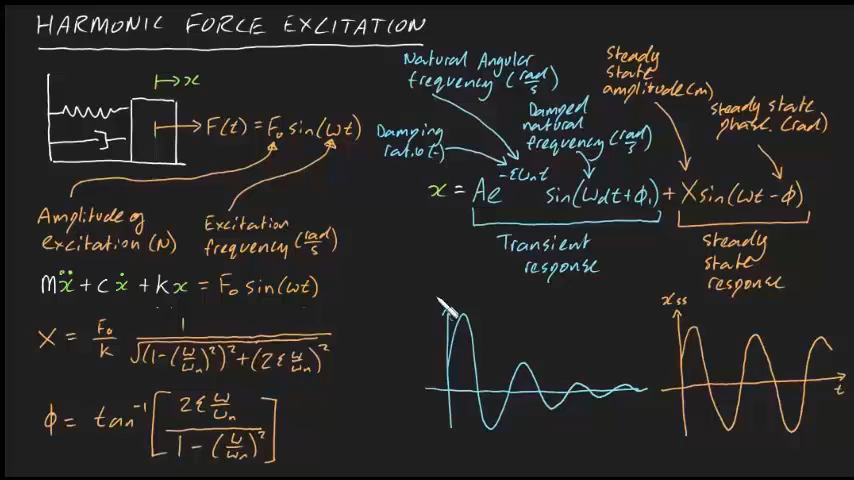 HARMONIC FORCE EXCITATION
x
F(t) = F₀ sin(ωt)
Amplitude of
excitation (N)
Excitation
frequency (rad/s)
mẍ + cẋ + kx = F₀ sin(ωt)
X = F₀/k 1/√((1-(ω/ωn)²)² + (2ξ ω/ωn)²)
ϕ = tan⁻¹ [2ξ ω/ωn / 1-(ω/ωn)²]
Natural Angular
frequency (rad/s)
Damping
ratio (-)
Damped
natural
frequency (rad/s)
Steady
state
amplitude (m)
Steady state
phase (rad)
x = Ae^-ξωnt sin(ωdt + ϕ₁) + X sin(ωt - ϕ)
Transient
response
steady
state
response
xss
t